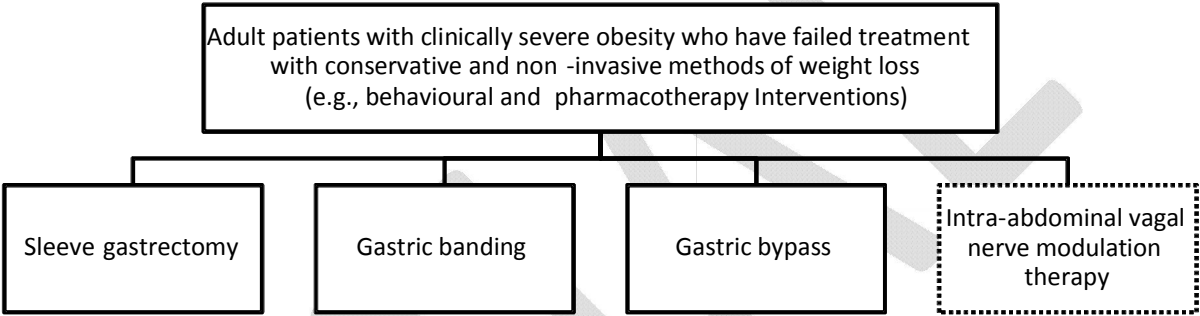 Adult patients with clinically severe obesity who have failed treatment
with conservative and non -invasive methods of weight loss
(e.g., behavioural and pharmacotherapy Interventions)
Sleeve gastrectomy
Gastric banding
Gastric bypass
Intra-abdominal vagal
nerve modulation
therapy